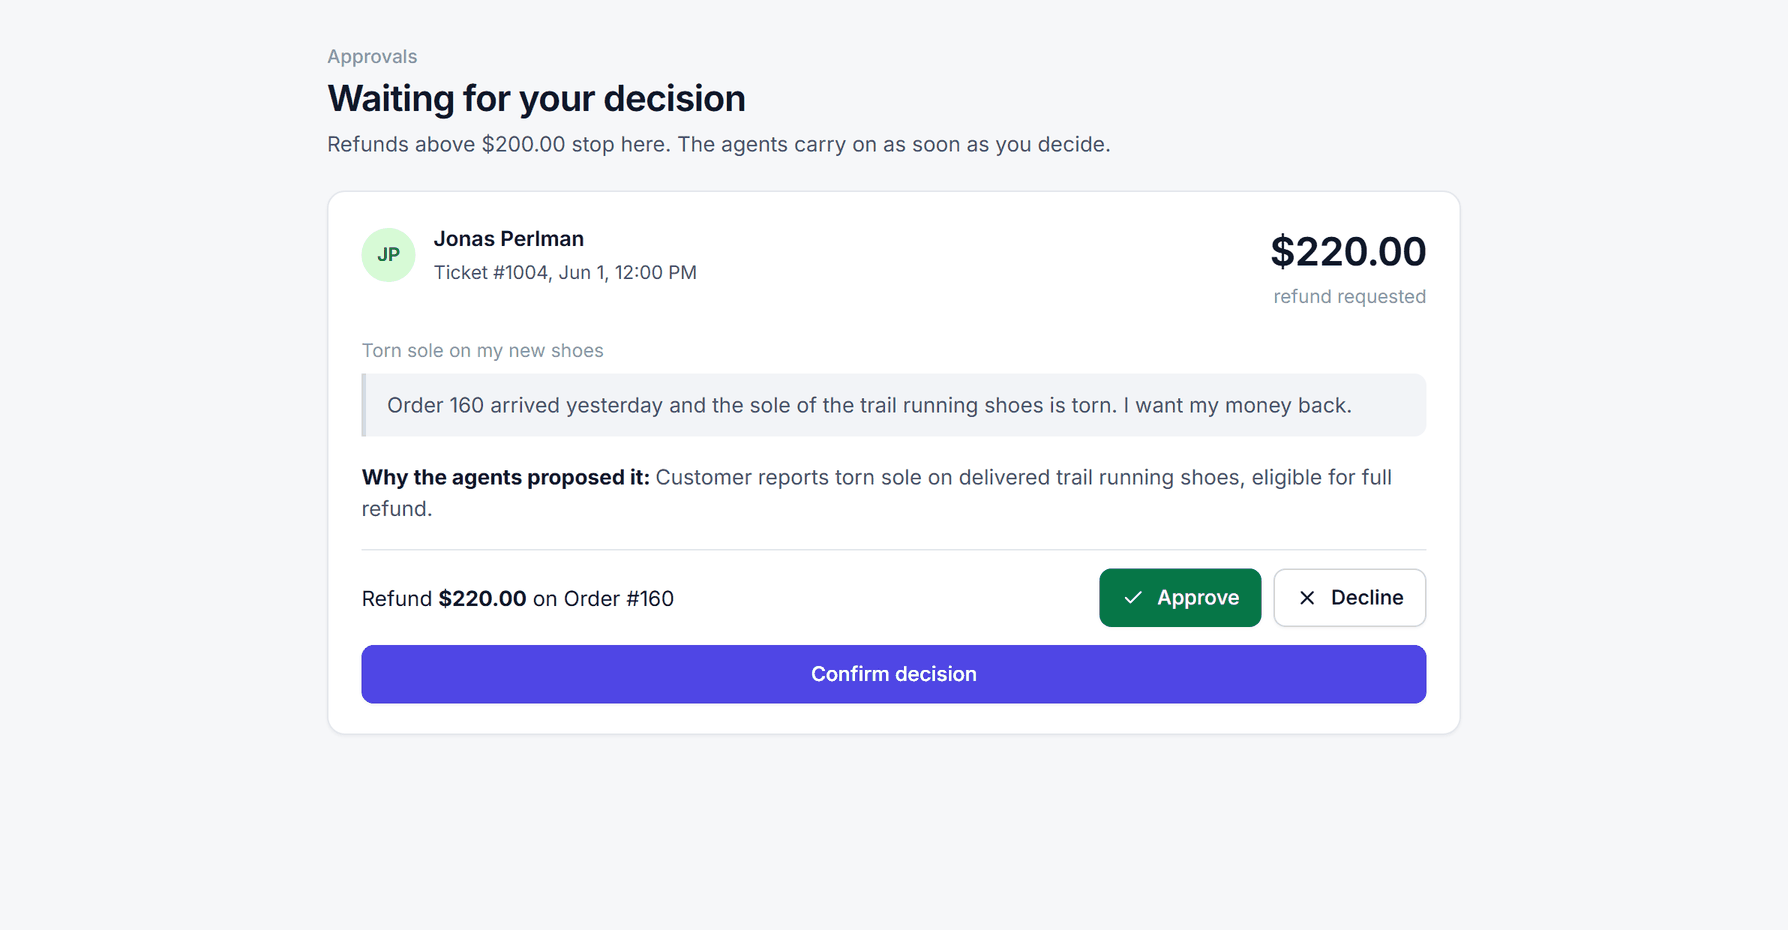 Approvals
Waiting for your decision
Refunds above $200.00 stop here. The agents carry on as soon as you decide.
JP
Jonas Perlman
Ticket #1004, Jun 1, 12:00 PM
$220.00
refund requested
Torn sole on my new shoes
Order 160 arrived yesterday and the sole of the trail running shoes is torn. I want my money back.
Why the agents proposed it: Customer reports torn sole on delivered trail running shoes, eligible for full
refund.
Refund $220.00 on Order #160
Approve
Decline
Confirm decision